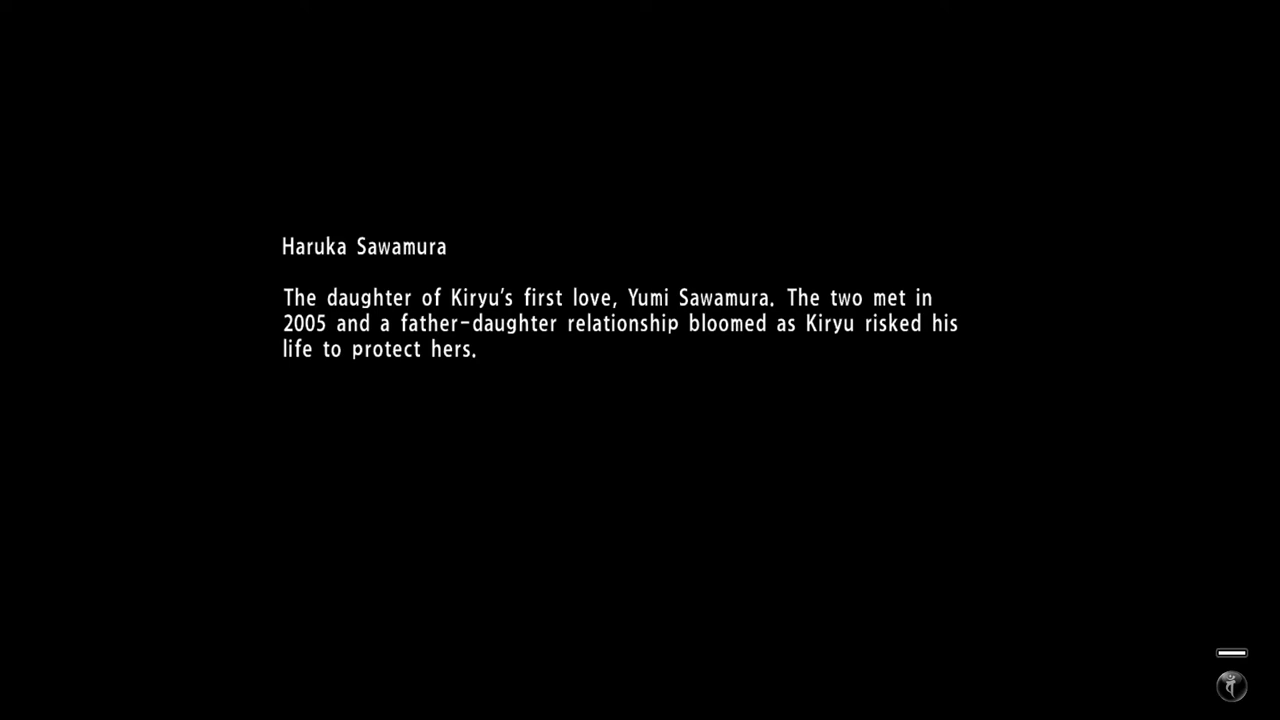 Haruka Sawamura
The daughter of Kiryu's first love, Yumi Sawamura. The two met in
2005 and a father-daughter relationship bloomed as Kiryu risked his
life to protect hers.